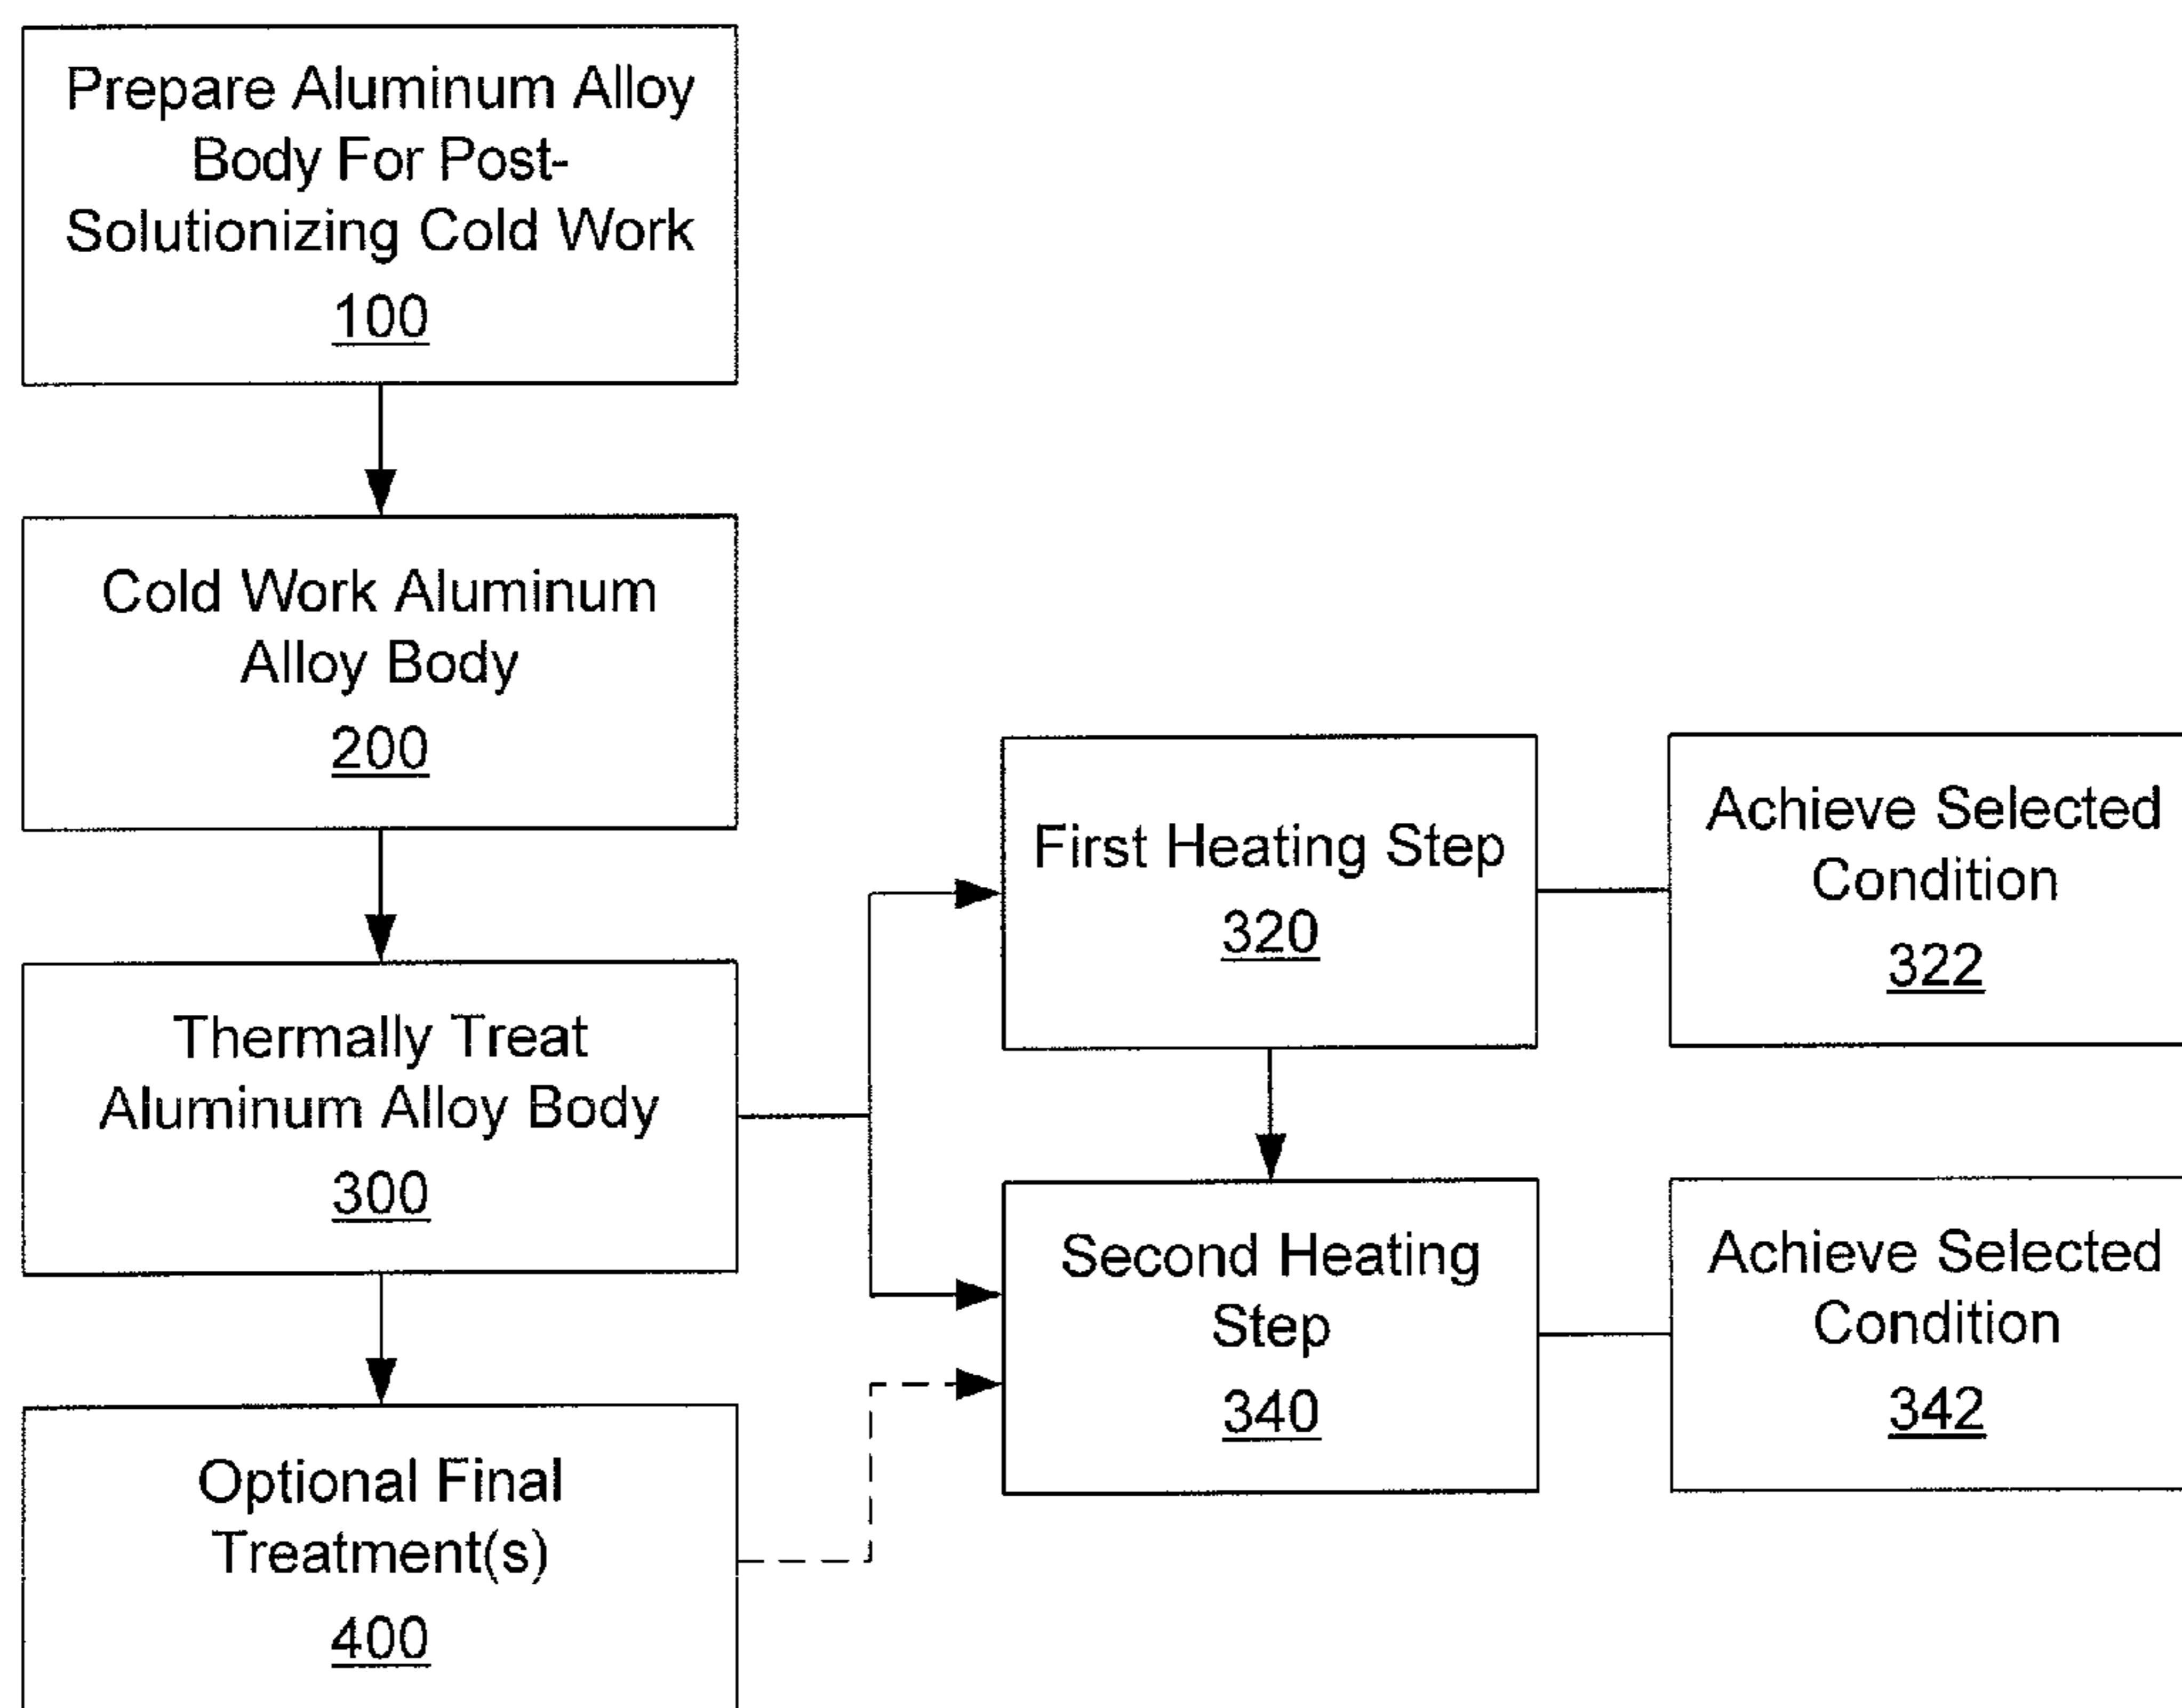 Prepare Aluminum Alloy
Body For Post-
Solutionizing Cold Work
100
Cold Work Aluminum
Alloy Body
200
Thermally Treat
Aluminum Alloy Body
300
Optional Final
Treatment(s)
400
First Heating Step
320
Achieve Selected
Condition
322
Second Heating
Step
340
Achieve Selected
Condition
342